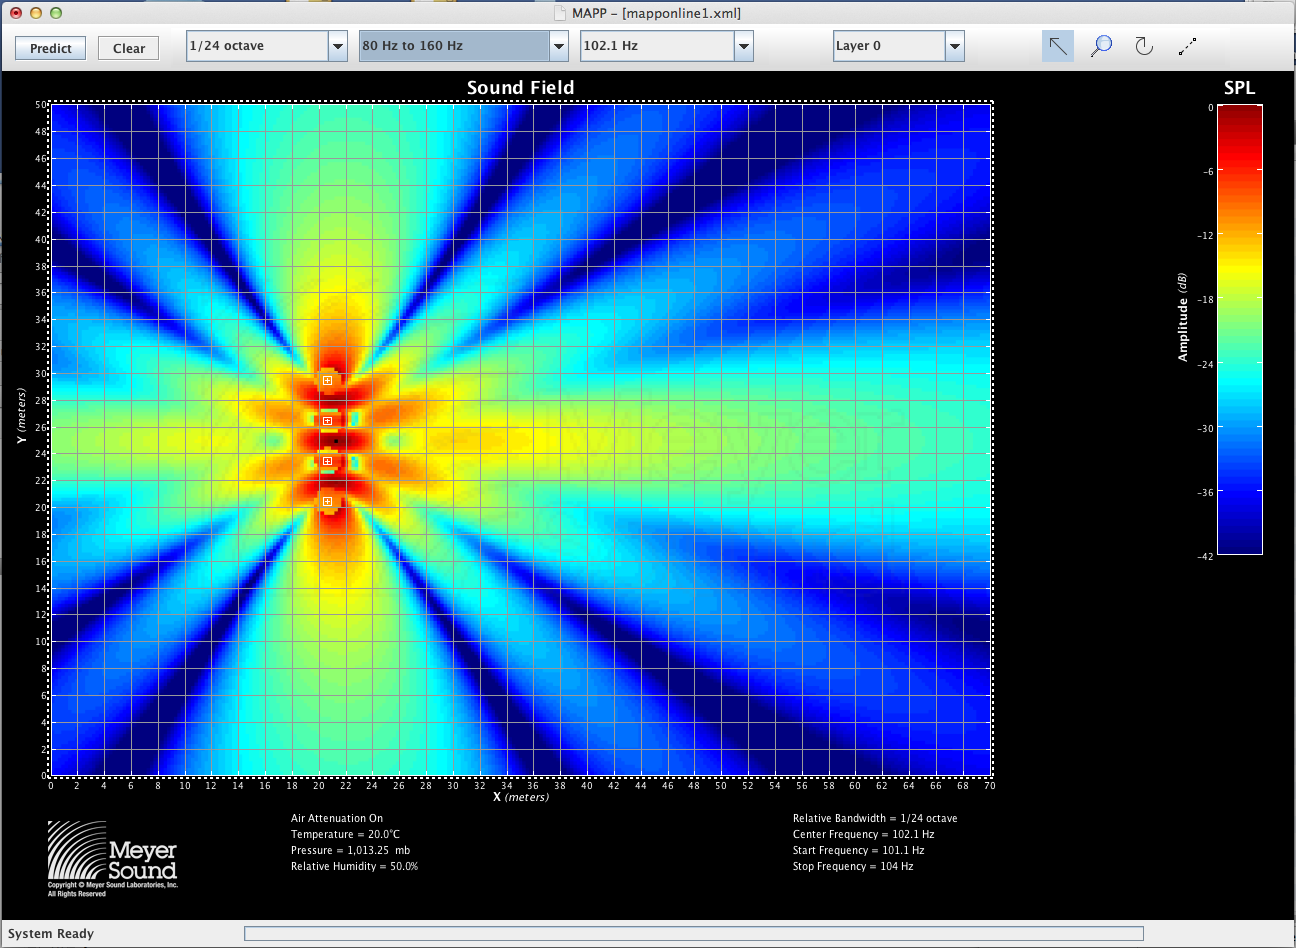 MAPP – [mapponline1.xml]
Predict Clear 1/24 octave 80 Hz to 160 Hz 102.1 Hz Layer 0
Sound Field
SPL
50
48
46
44
42
40
38
36
34
32
30
28
26
24
22
20
18
16
14
12
10
8
6
4
2
0
Y (meters)
0 2 4 6 8 10 12 14 16 18 20 22 24 26 28 30 32 34 36 38 40 42 44 46 48 50 52 54 56 58 60 62 64 66 68 70
X (meters)
0
-6
-12
-18
-24
-30
-36
-42
Amplitude (dB)
Air Attenuation On
Temperature = 20.0°C
Pressure = 1,013.25 mb
Relative Humidity = 50.0%
Relative Bandwidth = 1/24 octave
Center Frequency = 102.1 Hz
Start Frequency = 101.1 Hz
Stop Frequency = 104 Hz
Meyer
Sound
Copyright © Meyer Sound Laboratories, Inc.
All Rights Reserved
System Ready